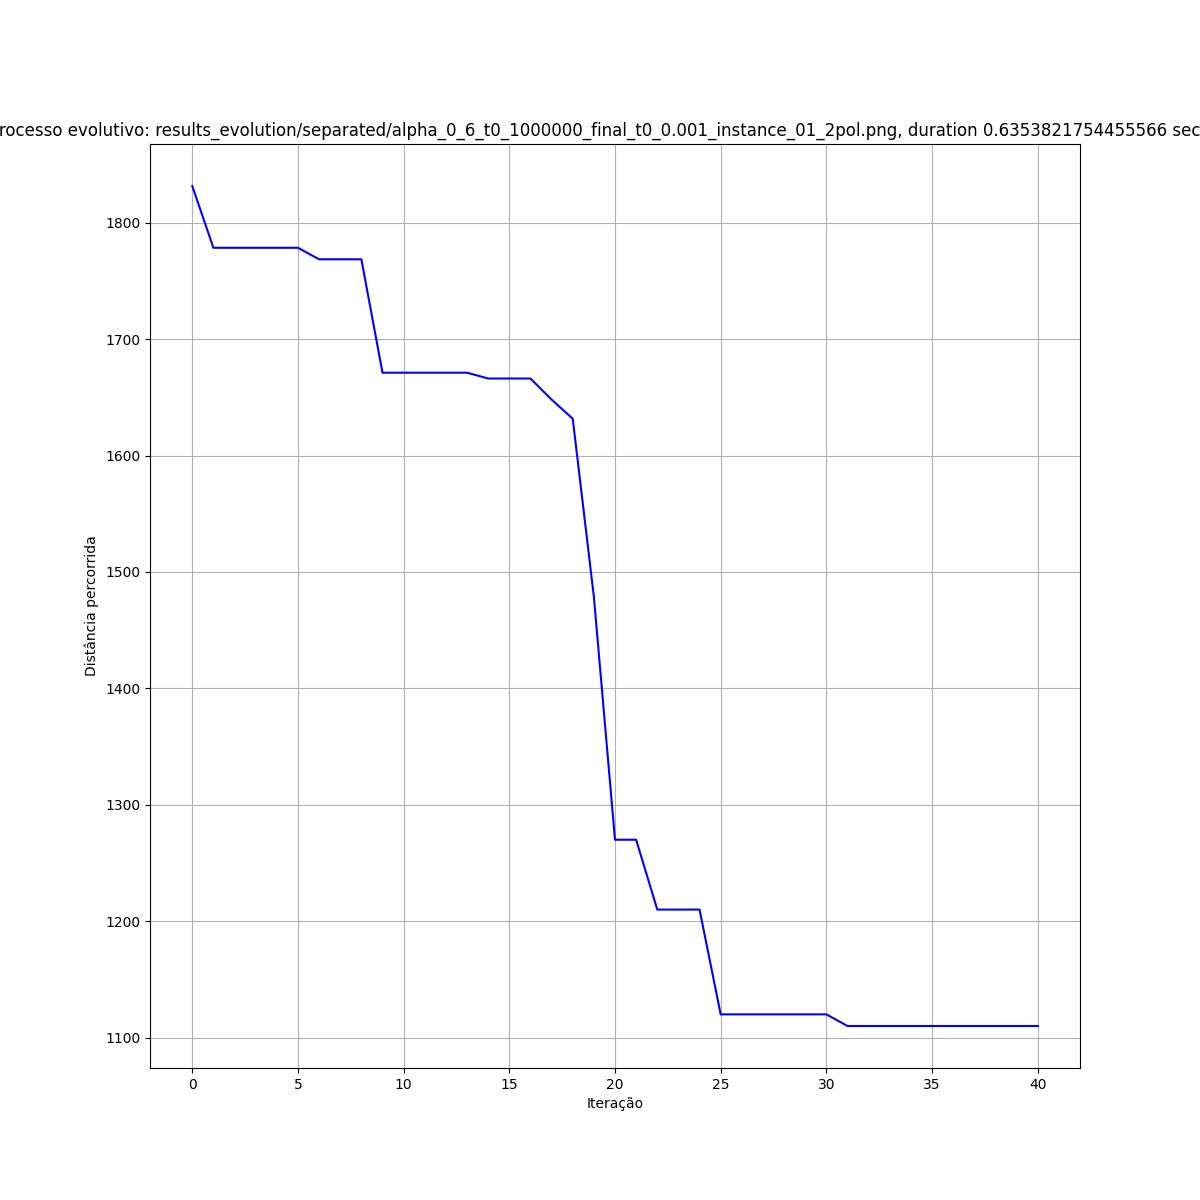 rocesso evolutivo: results_evolution/separated/alpha_0_6_t0_1000000_final_t0_0.001_instance_01_2pol.png, duration 0.6353821754455566 sec
1800
1700
1600
1500
1400
1300
1200
1100
Distância percorrida
0 5 10 15 20 25 30 35 40
Iteração